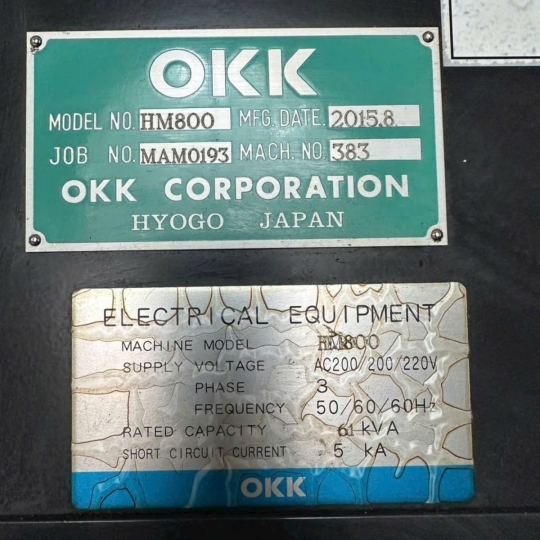 OKK
MODEL NO. HM800 MFG. DATE. 2015.8.
JOB NO. MAM0193 MACH. NO. 383
OKK CORPORATION
HYOGO JAPAN
ELECTRICAL EQUIPMENT
MACHINE MODEL HM800
SUPPLY VOLTAGE AC200/200/220V
PHASE 3
FREQUENCY 50/60/60Hz
RATED CAPACITY 61 kVA
SHORT CIRCUIT CURRENT 5 kA
OKK